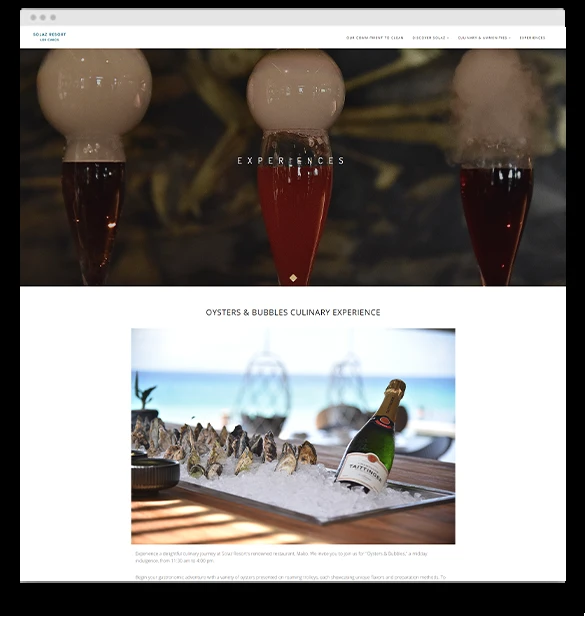 SOLAZ RESORT
LOS CABOS
OUR COMMITMENT TO CLEAN DISCOVER SOLAZ CULINARY & AMENITIES EXPERIENCES
EXPERIENCES
OYSTERS & BUBBLES CULINARY EXPERIENCE
TAITTINGER
Experience a delightful culinary journey at Solaz Resort's renowned restaurant, Mako. We invite you to join us for "Oysters & Bubbles," a midday
indulgence, from 11:30 am to 4:00 pm.
Begin your gastronomic adventure with a variety of oysters presented on roaming trolleys, each showcasing unique flavors and preparation methods. To